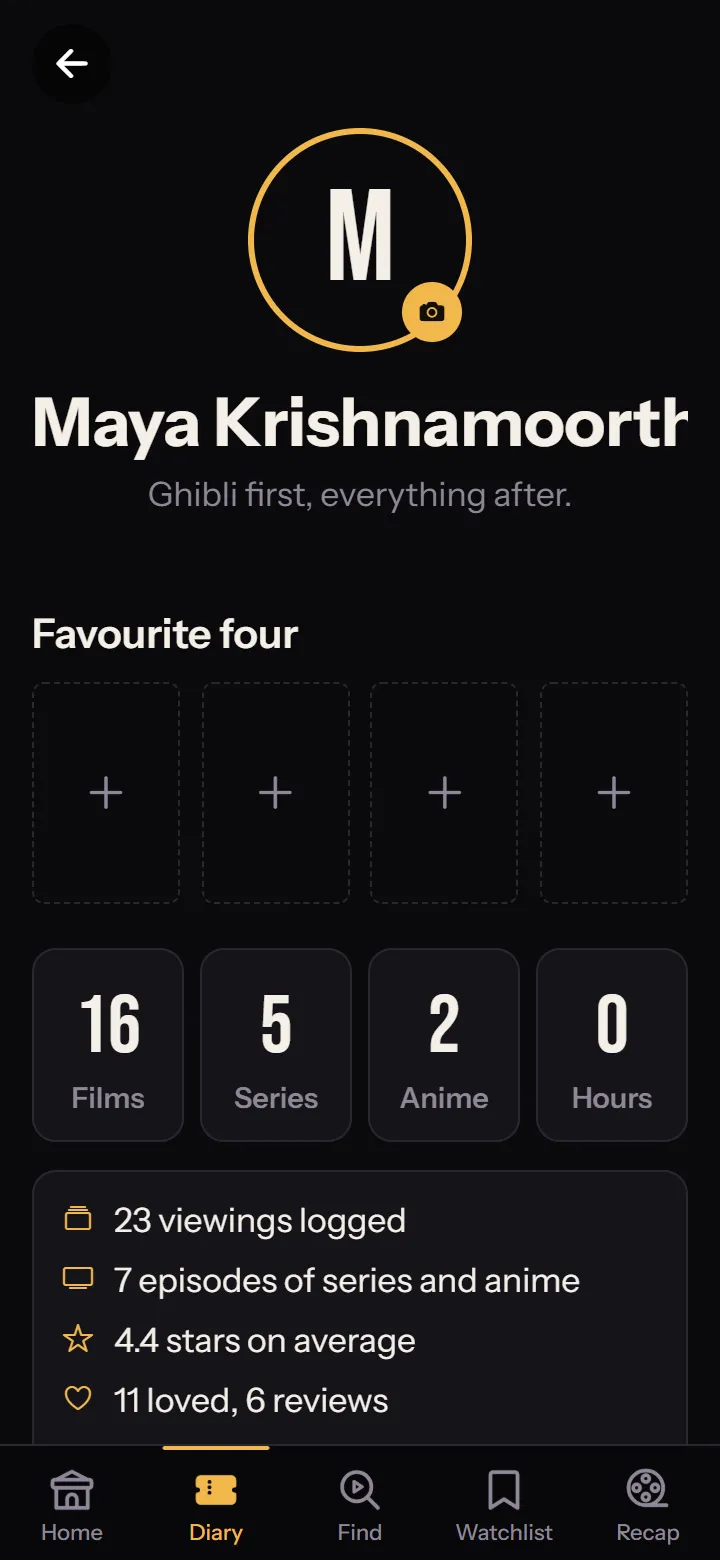 M
Maya Krishnamoorth
Ghibli first, everything after.
Favourite four
16
Films
5
Series
2
Anime
0
Hours
23 viewings logged
7 episodes of series and anime
4.4 stars on average
11 loved, 6 reviews
Home
Diary
Find
Watchlist
Recap